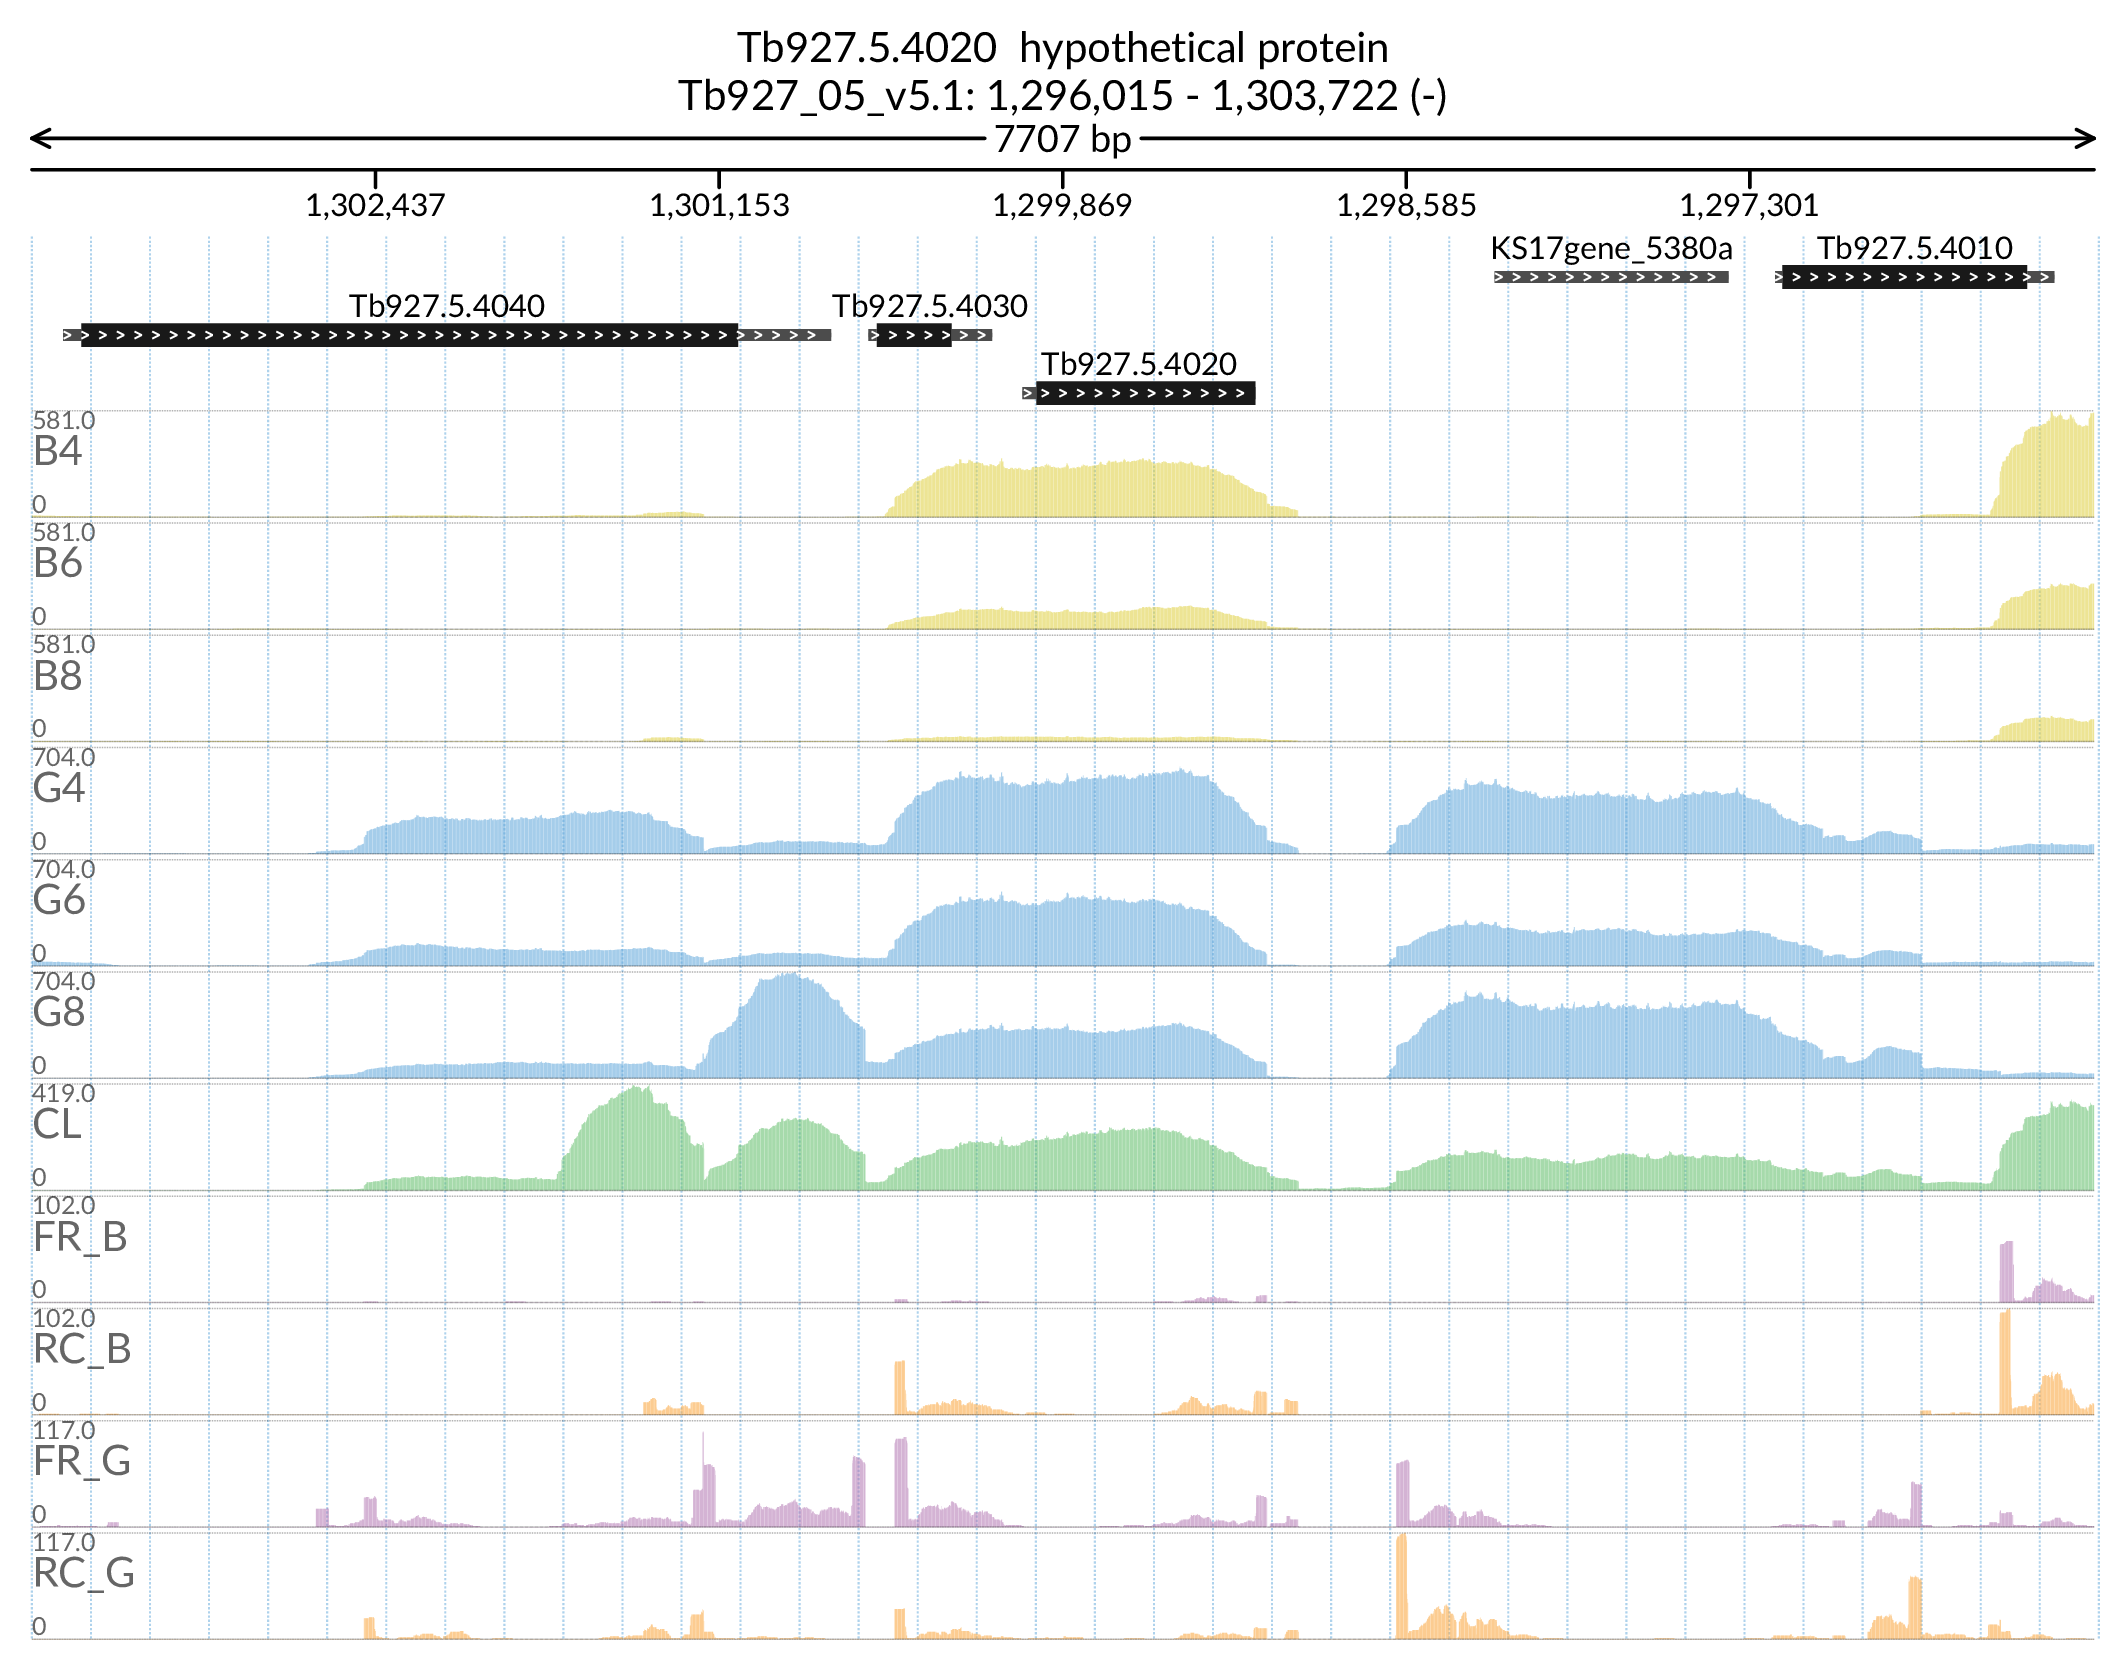 Tb927.5.4020  hypothetical protein
Tb927_05_v5.1: 1,296,015 - 1,303,722 (-)
7707 bp
1,302,437 1,301,153 1,299,869 1,298,585 1,297,301
KS17gene_5380a Tb927.5.4010
Tb927.5.4040 Tb927.5.4030
Tb927.5.4020
581.0
B4
0
581.0
B6
0
581.0
B8
0
704.0
G4
0
704.0
G6
0
704.0
G8
0
419.0
CL
0
102.0
FR_B
0
102.0
RC_B
0
117.0
FR_G
0
117.0
RC_G
0